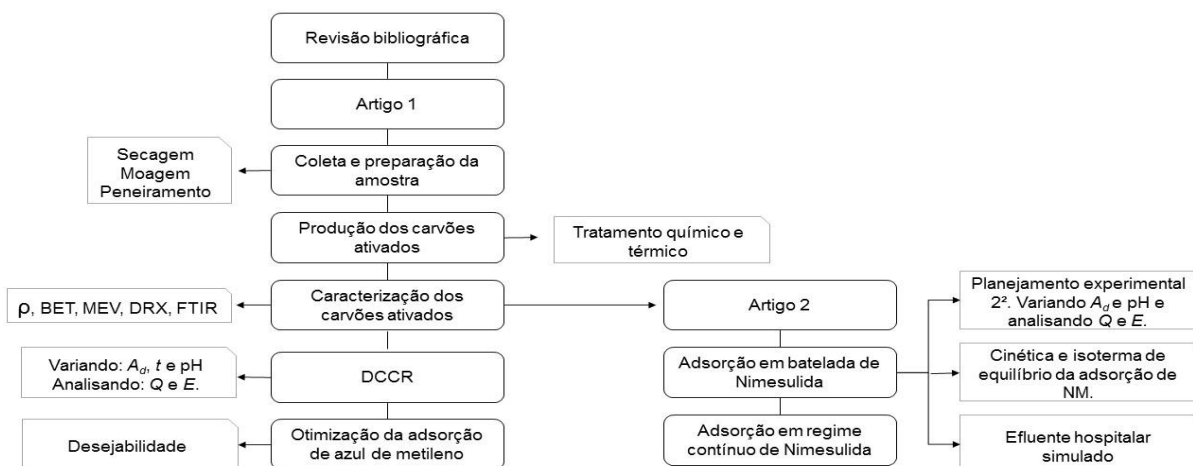 Revisão bibliográfica
Artigo 1
Secagem
Moagem
Peneiramento
Coleta e preparação da
amostra
Produção dos carvões
ativados
Tratamento químico e
térmico
ρ, BET, MEV, DRX, FTIR
Caracterização dos
carvões ativados
Artigo 2
Planejamento experimental
2². Variando A_d e pH e
analisando Q e E.
Variando: A_d, t e pH
Analisando: Q e E.
DCCR
Adsorção em batelada de
Nimesulida
Cinética e isoterma de
equilíbrio da adsorção de
NM.
Desejabilidade
Otimização da adsorção
de azul de metileno
Adsorção em regime
contínuo de Nimesulida
Efluente hospitalar
simulado